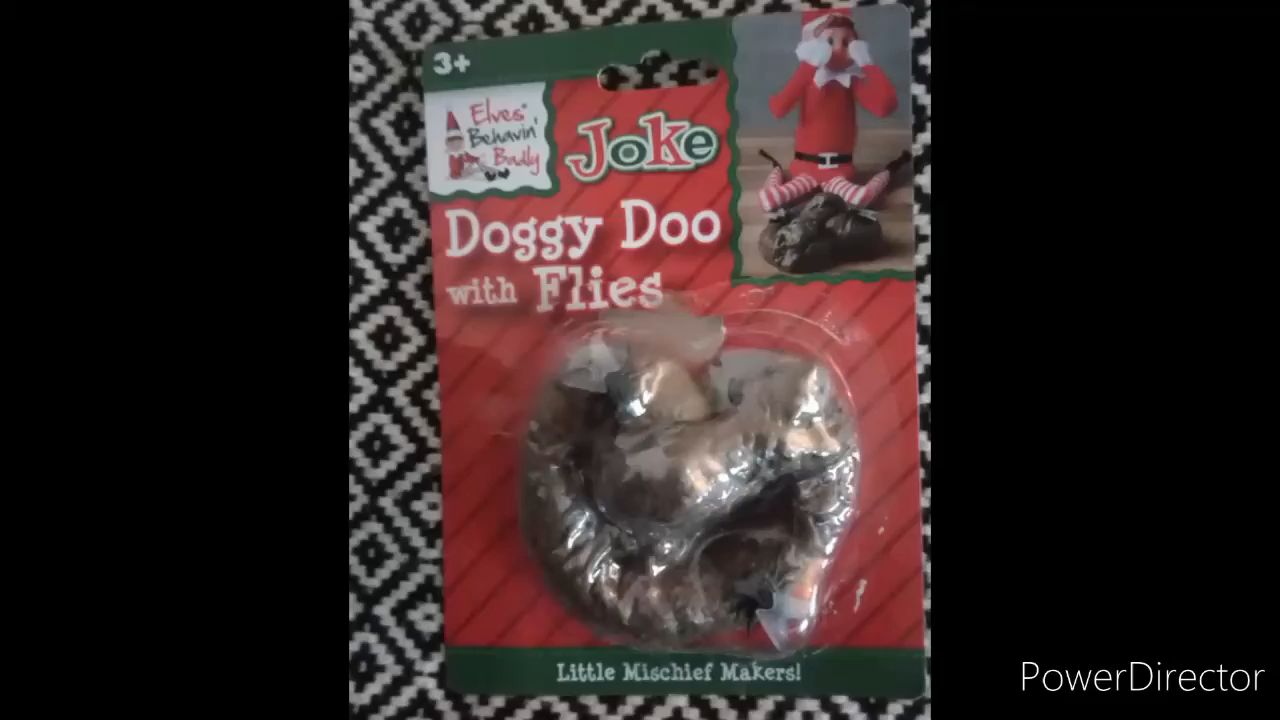 3+
Elves
Behavin'
Badly
Joke
Doggy Doo
with Flies
Little Mischief Makers!
PowerDirector